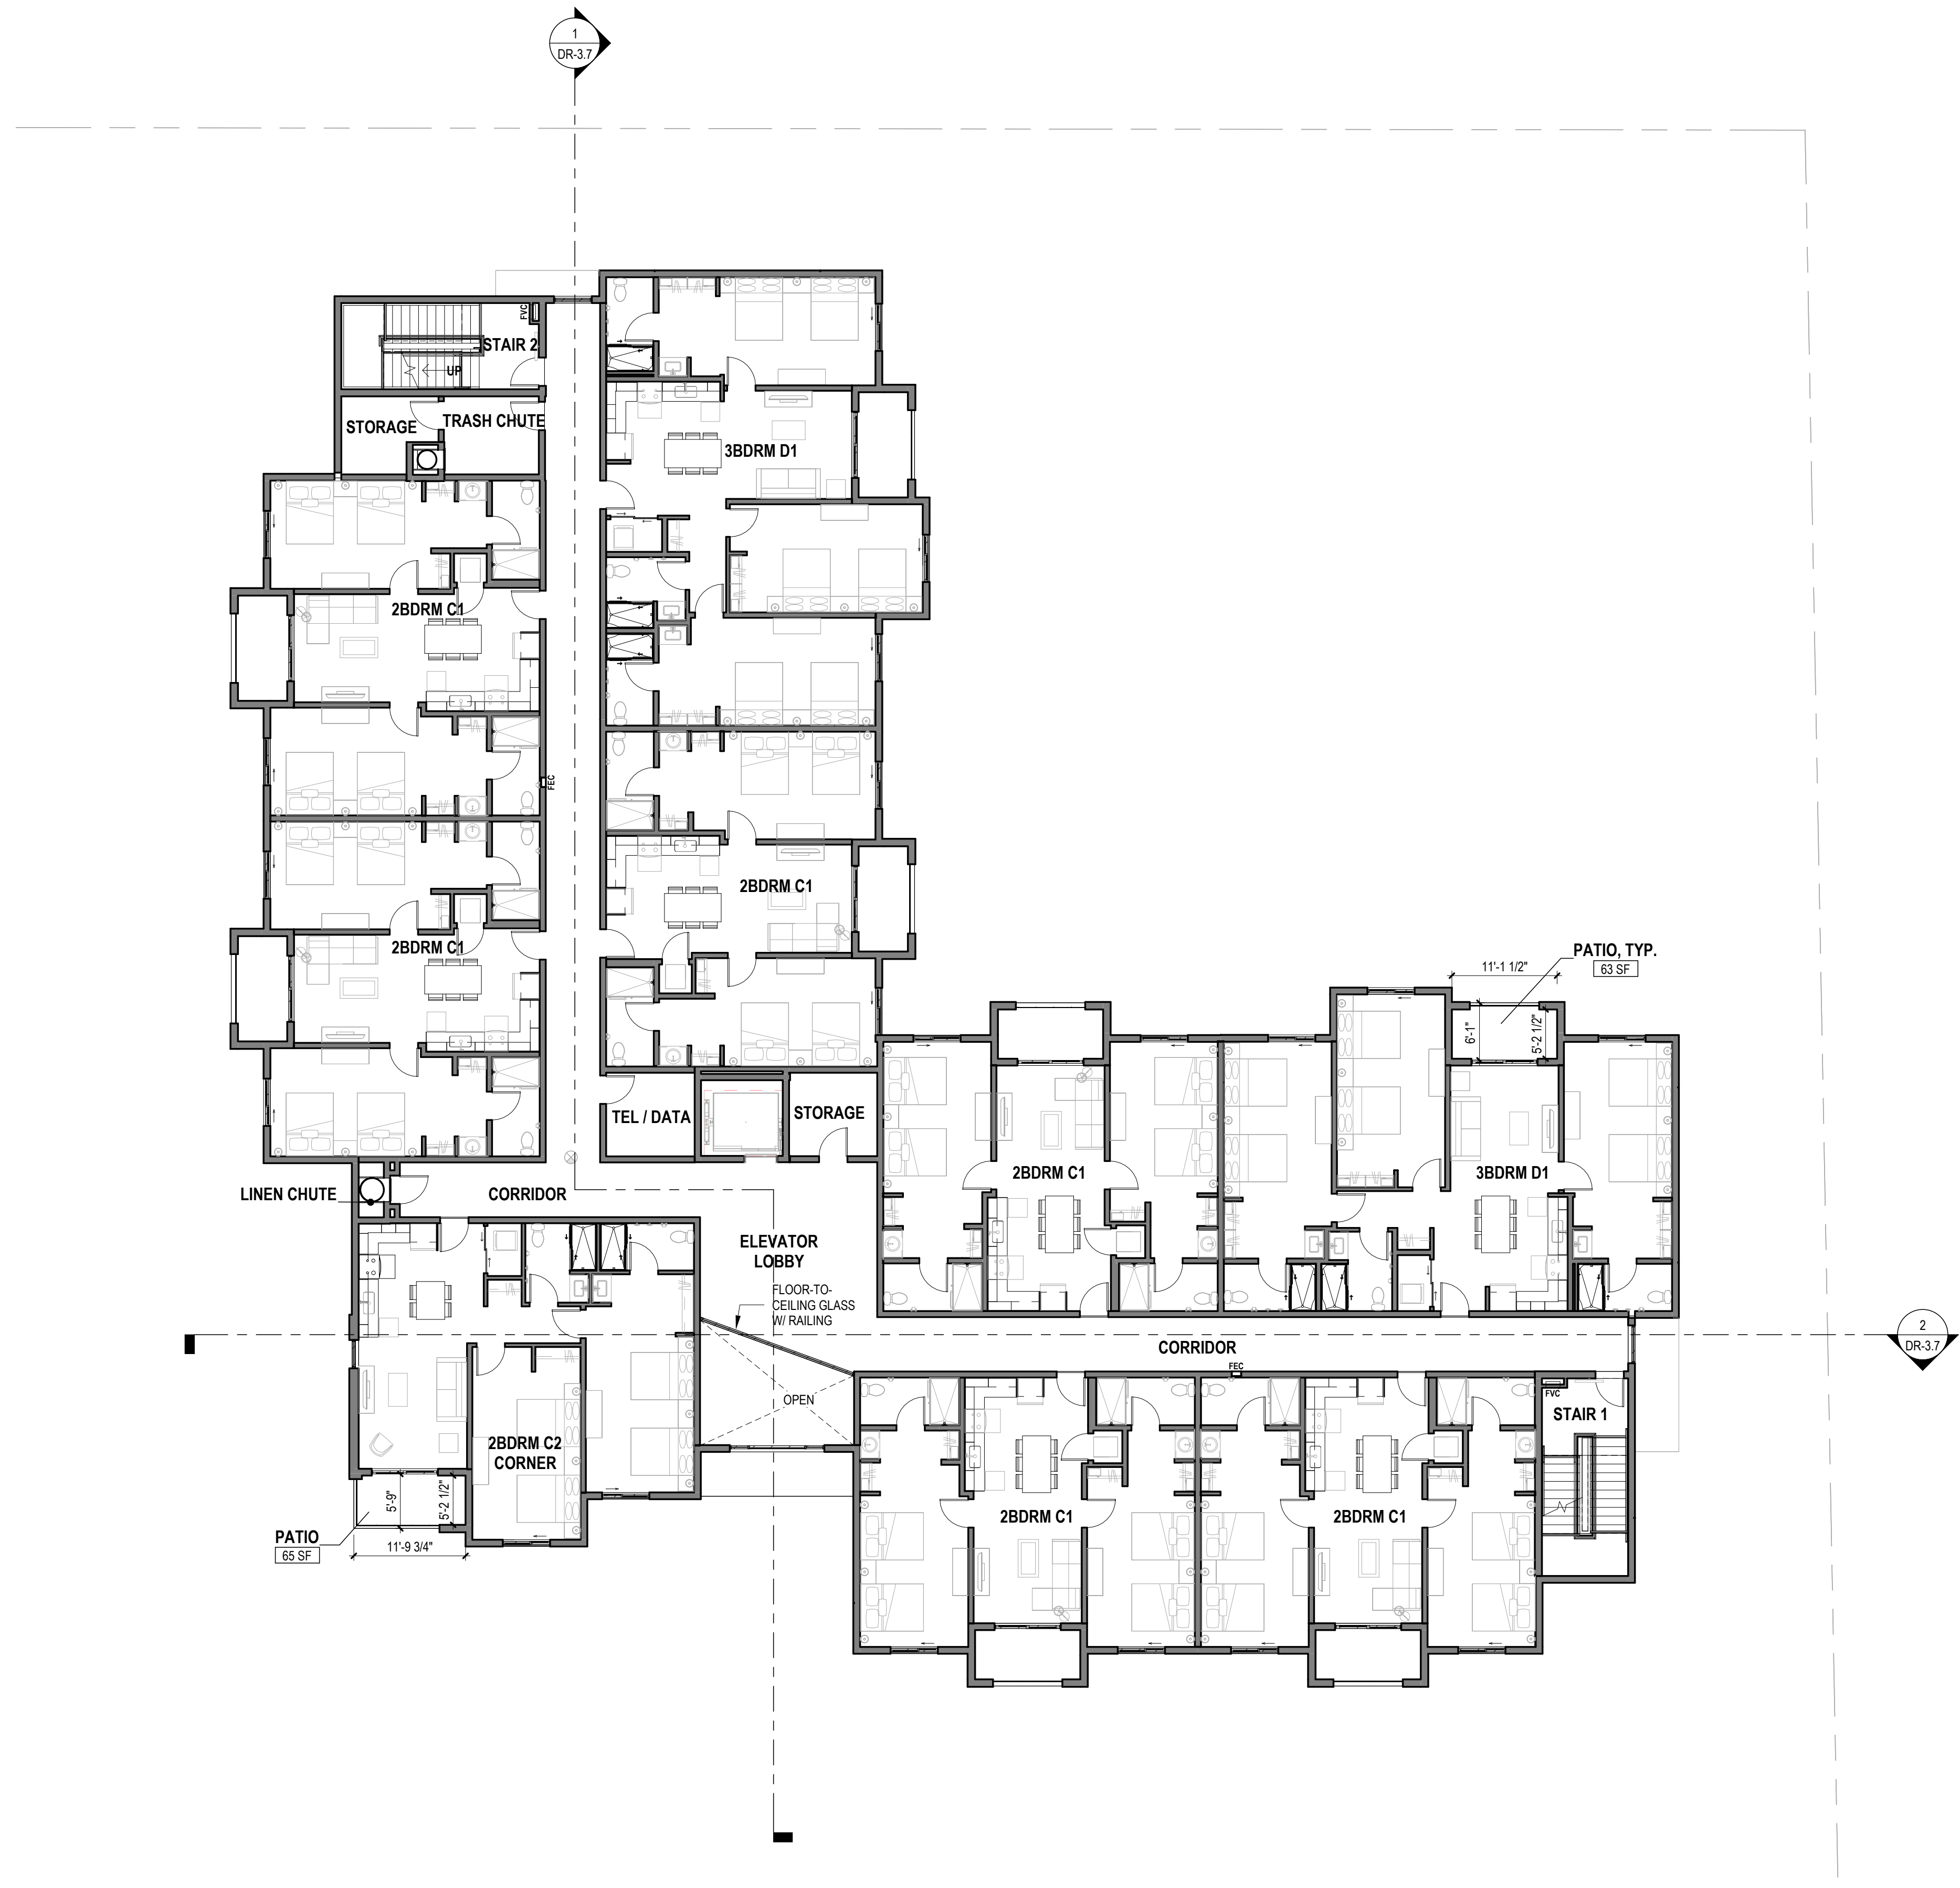 1
DR-3.7
FVC
STAIR 2
UP
STORAGE
TRASH CHUTE
3BDRM D1
2BDRM C1
FEC
2BDRM C1
2BDRM C1
PATIO, TYP.
63 SF
11'-1 1/2"
6'-1"
5'-2 1/2"
TEL / DATA
STORAGE
2BDRM C1
3BDRM D1
LINEN CHUTE
CORRIDOR
ELEVATOR
LOBBY
FLOOR-TO-
CEILING GLASS
W/ RAILING
2
DR-3.7
CORRIDOR
FEC
OPEN
FVC
STAIR 1
2BDRM C2
CORNER
5'-9"
5'-2 1/2"
2BDRM C1
2BDRM C1
PATIO
65 SF
11'-9 3/4"